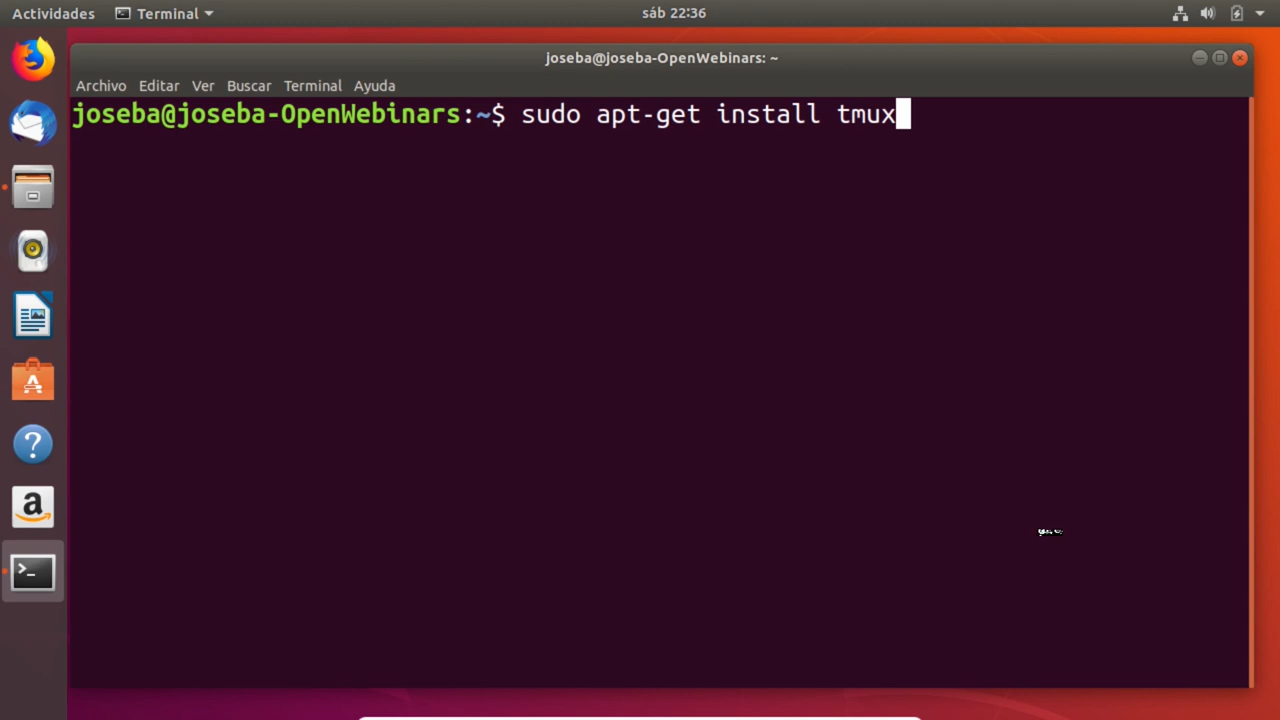 Actividades Terminal sáb 22:36
joseba@joseba-OpenWebinars: ~
Archivo Editar Ver Buscar Terminal Ayuda
joseba@joseba-OpenWebinars:~$ sudo apt-get install tmux